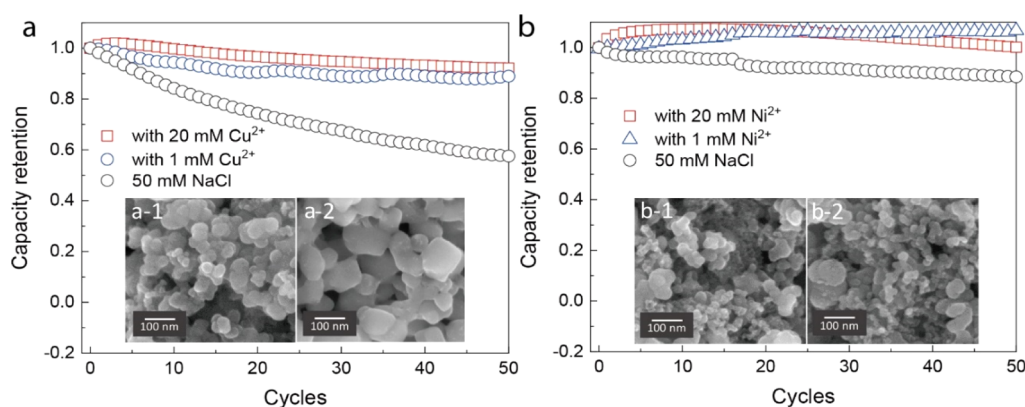 a
1.0
0.8
0.6
0.4
0.2
0.0
-0.2
Capacity retention
with 20 mM Cu²⁺
with 1 mM Cu²⁺
50 mM NaCl
a-1
a-2
100 nm
100 nm
0
10
20
30
40
50
Cycles
b
1.0
0.8
0.6
0.4
0.2
0.0
-0.2
Capacity retention
with 20 mM Ni²⁺
with 1 mM Ni²⁺
50 mM NaCl
b-1
b-2
100 nm
100 nm
0
10
20
30
40
50
Cycles